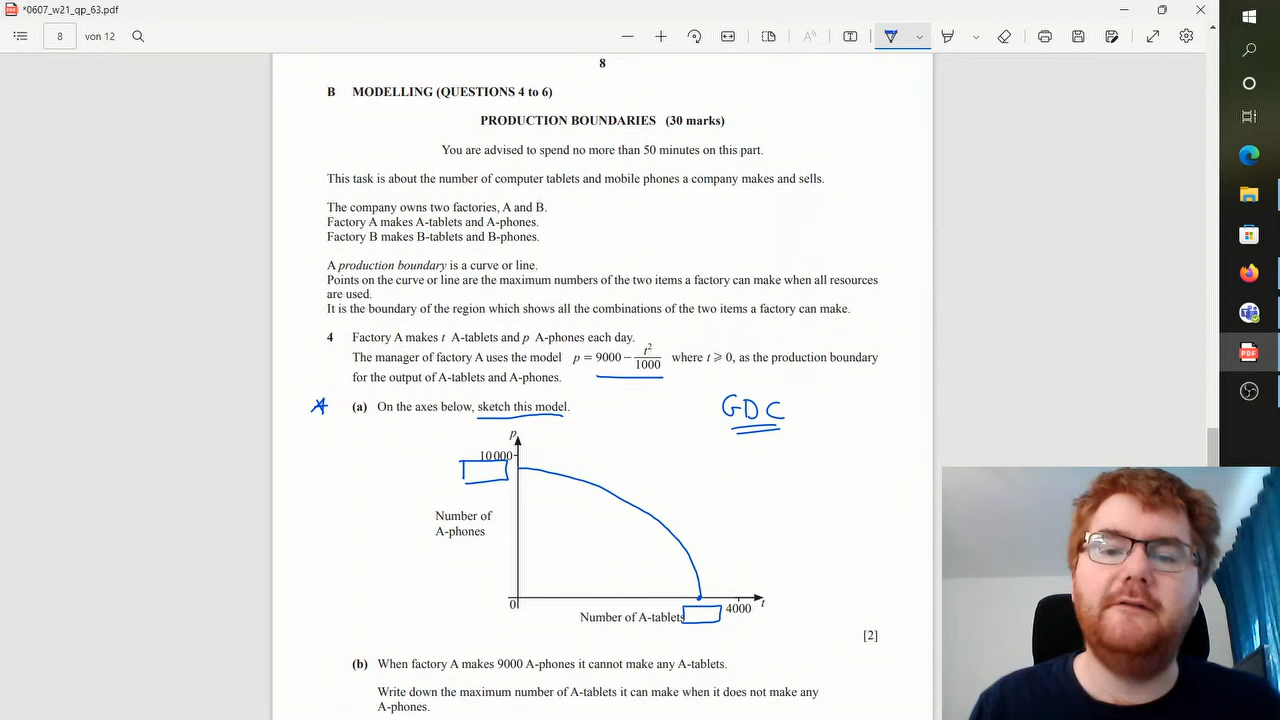 *0607_w21_qp_63.pdf
8 von 12
8
B MODELLING (QUESTIONS 4 to 6)
PRODUCTION BOUNDARIES (30 marks)
You are advised to spend no more than 50 minutes on this part.
This task is about the number of computer tablets and mobile phones a company makes and sells.
The company owns two factories, A and B.
Factory A makes A-tablets and A-phones.
Factory B makes B-tablets and B-phones.
A production boundary is a curve or line.
Points on the curve or line are the maximum numbers of the two items a factory can make when all resources
are used.
It is the boundary of the region which shows all the combinations of the two items a factory can make.
4 Factory A makes t A-tablets and p A-phones each day.
The manager of factory A uses the model p = 9000 − t²/1000 where t ⩾ 0, as the production boundary
for the output of A-tablets and A-phones.
(a) On the axes below, sketch this model.
GDC
p
10 000
Number of
A-phones
0
4000
t
Number of A-tablets
[2]
(b) When factory A makes 9000 A-phones it cannot make any A-tablets.
Write down the maximum number of A-tablets it can make when it does not make any
A-phones.